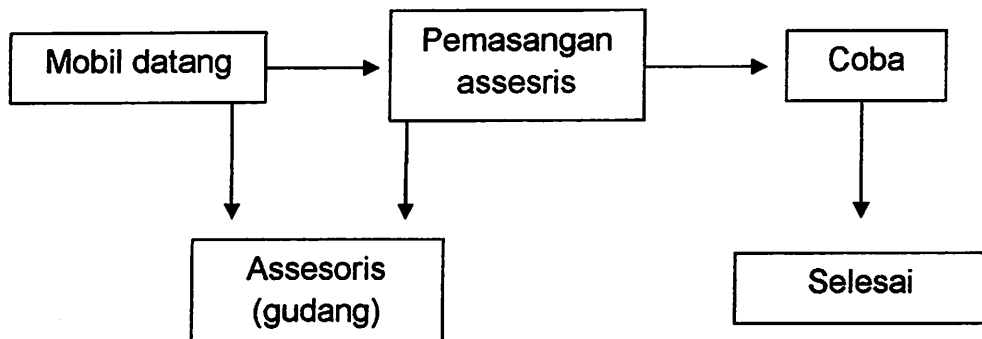 Mobil datang
Pemasangan
assesris
Coba
Assesoris
(gudang)
Selesai